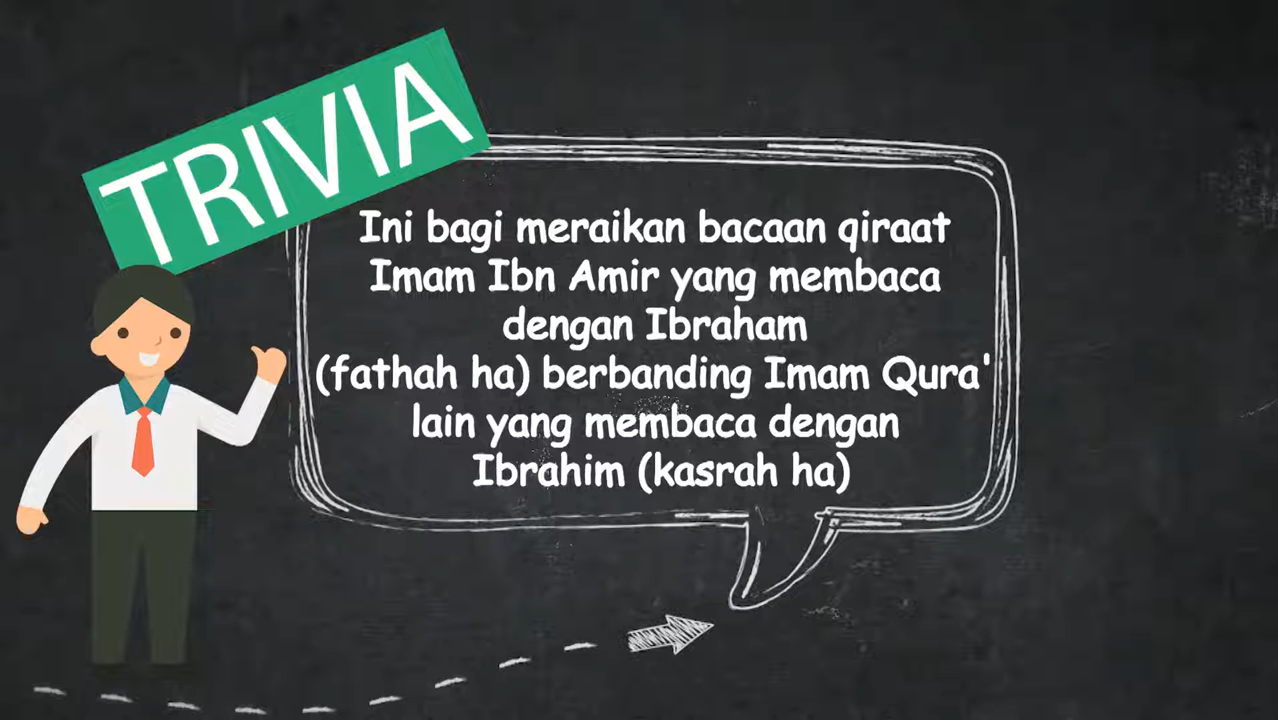 TRIVIA
Ini bagi meraikan bacaan qiraat
Imam Ibn Amir yang membaca
dengan Ibraham
(fathah ha) berbanding Imam Qura'
lain yang membaca dengan
Ibrahim (kasrah ha)